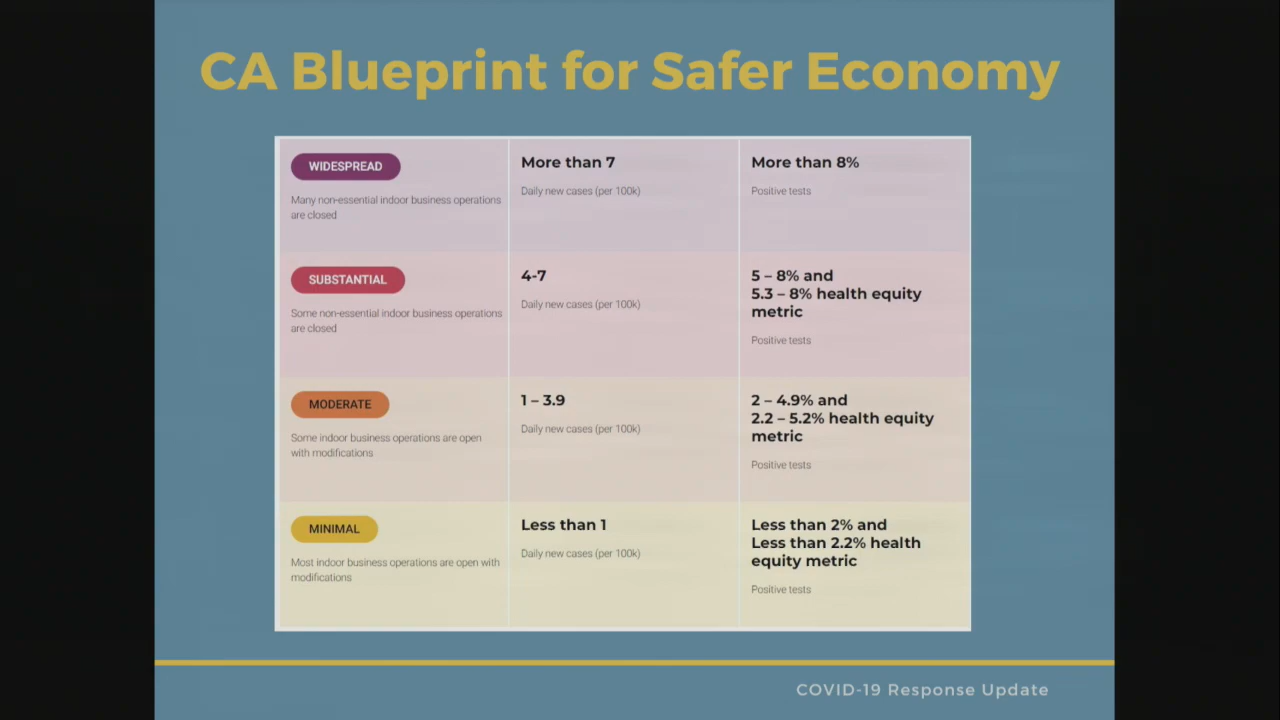 CA Blueprint for Safer Economy
WIDESPREAD
Many non-essential indoor business operations
are closed
More than 7
Daily new cases (per 100k)
More than 8%
Positive tests
SUBSTANTIAL
Some non-essential indoor business operations
are closed
4-7
Daily new cases (per 100k)
5 – 8% and
5.3 – 8% health equity
metric
Positive tests
MODERATE
Some indoor business operations are open
with modifications
1 – 3.9
Daily new cases (per 100k)
2 – 4.9% and
2.2 – 5.2% health equity
metric
Positive tests
MINIMAL
Most indoor business operations are open with
modifications
Less than 1
Daily new cases (per 100k)
Less than 2% and
Less than 2.2% health
equity metric
Positive tests
COVID-19 Response Update